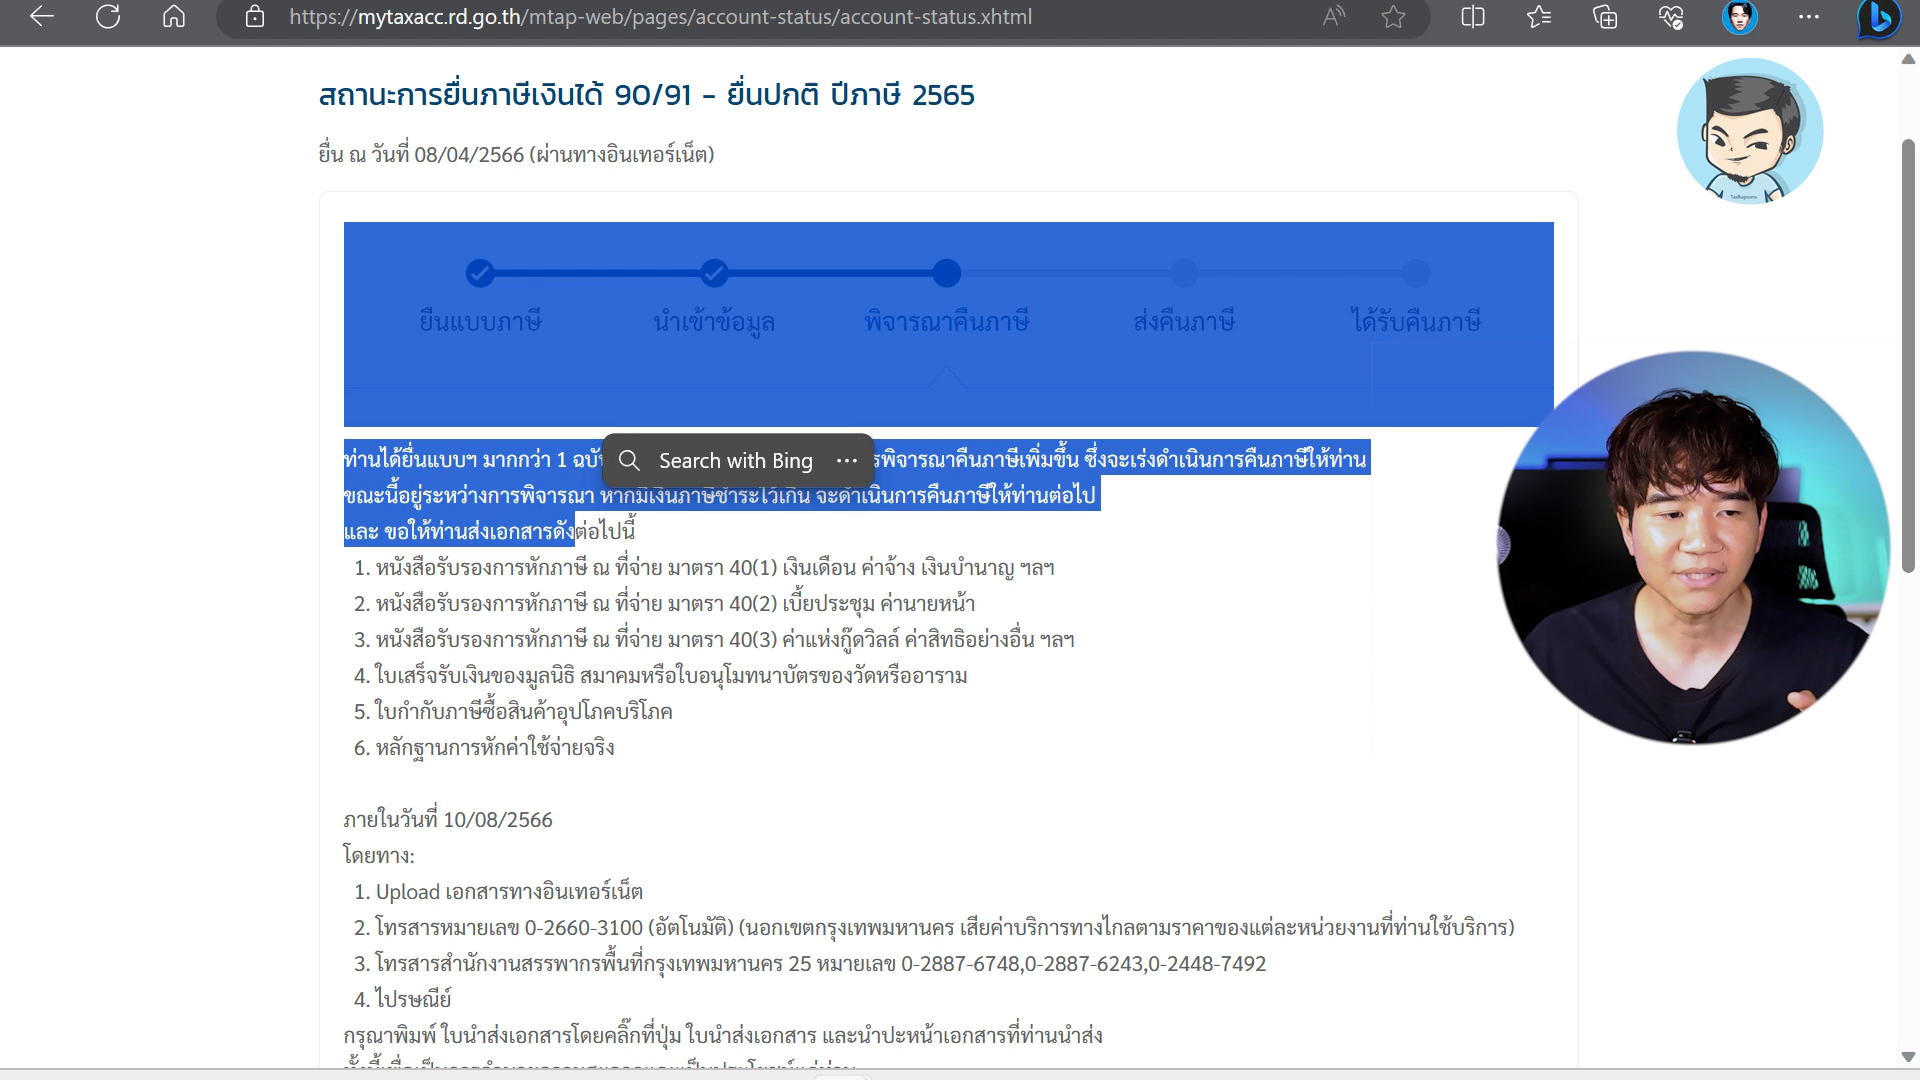 https://mytaxacc.rd.go.th/mtap-web/pages/account-status/account-status.xhtml
สถานะการยื่นภาษีเงินได้ 90/91 - ยื่นปกติ ปีภาษี 2565
ยื่น ณ วันที่ 08/04/2566 (ผ่านทางอินเทอร์เน็ต)
ยื่นแบบภาษี นำเข้าข้อมูล พิจารณาคืนภาษี ส่งคืนภาษี ได้รับคืนภาษี
ท่านได้ยื่นแบบฯ มากกว่า 1 Search with Bing ··· รพิจารณาคืนภาษีเพิ่มขึ้น ซึ่งจะเร่งดำเนินการคืนภาษีให้ท่าน
ขณะนี้อยู่ระหว่างการพิจารณา หากมีเงินภาษีชำระไว้เกิน จะดำเนินการคืนภาษีให้ท่านต่อไป
และ ขอให้ท่านส่งเอกสารดังต่อไปนี้
1. หนังสือรับรองการหักภาษี ณ ที่จ่าย มาตรา 40(1) เงินเดือน ค่าจ้าง เงินบำนาญ ฯลฯ
2. หนังสือรับรองการหักภาษี ณ ที่จ่าย มาตรา 40(2) เบี้ยประชุม ค่านายหน้า
3. หนังสือรับรองการหักภาษี ณ ที่จ่าย มาตรา 40(3) ค่าแห่งกู๊ดวิลล์ ค่าสิทธิอย่างอื่น ฯลฯ
4. ใบเสร็จรับเงินของมูลนิธิ สมาคมหรือใบอนุโมทนาบัตรของวัดหรืออาราม
5. ใบกำกับภาษีซื้อสินค้าอุปโภคบริโภค
6. หลักฐานการหักค่าใช้จ่ายจริง
ภายในวันที่ 10/08/2566
โดยทาง:
1. Upload เอกสารทางอินเทอร์เน็ต
2. โทรสารหมายเลข 0-2660-3100 (อัตโนมัติ) (นอกเขตกรุงเทพมหานคร เสียค่าบริการทางไกลตามราคาของแต่ละหน่วยงานที่ท่านใช้บริการ)
3. โทรสารสำนักงานสรรพากรพื้นที่กรุงเทพมหานคร 25 หมายเลข 0-2887-6748,0-2887-6243,0-2448-7492
4. ไปรษณีย์
กรุณาพิมพ์ ใบนำส่งเอกสารโดยคลิ๊กที่ปุ่ม ใบนำส่งเอกสาร และนำปะหน้าเอกสารที่ท่านนำส่ง